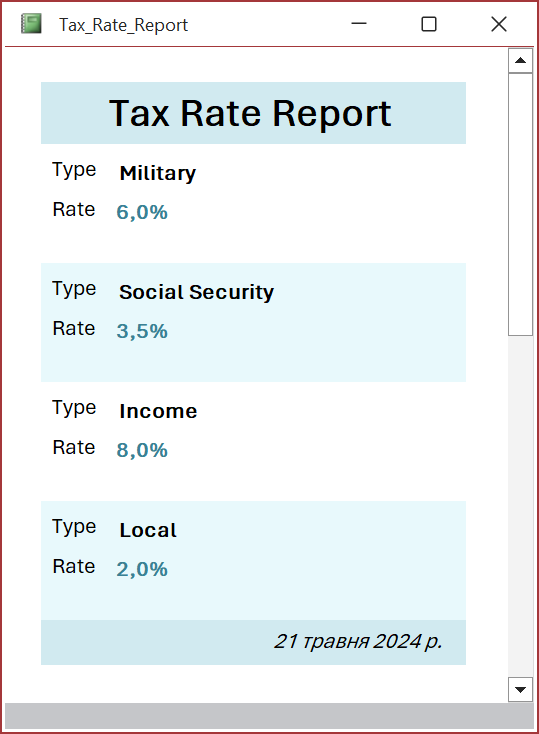 Tax_Rate_Report
Tax Rate Report
Type Military
Rate 6,0%
Type Social Security
Rate 3,5%
Type Income
Rate 8,0%
Type Local
Rate 2,0%
21 травня 2024 р.